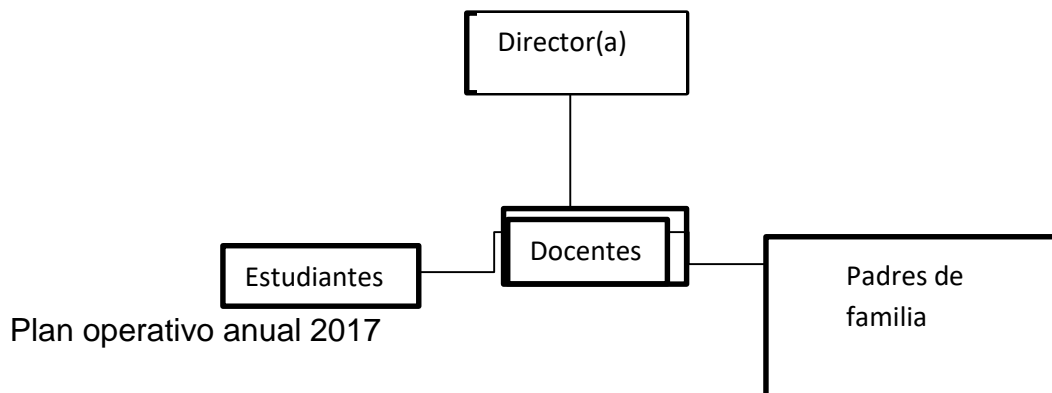 Director(a)
Docentes
Estudiantes
Padres de
familia
Plan operativo anual 2017